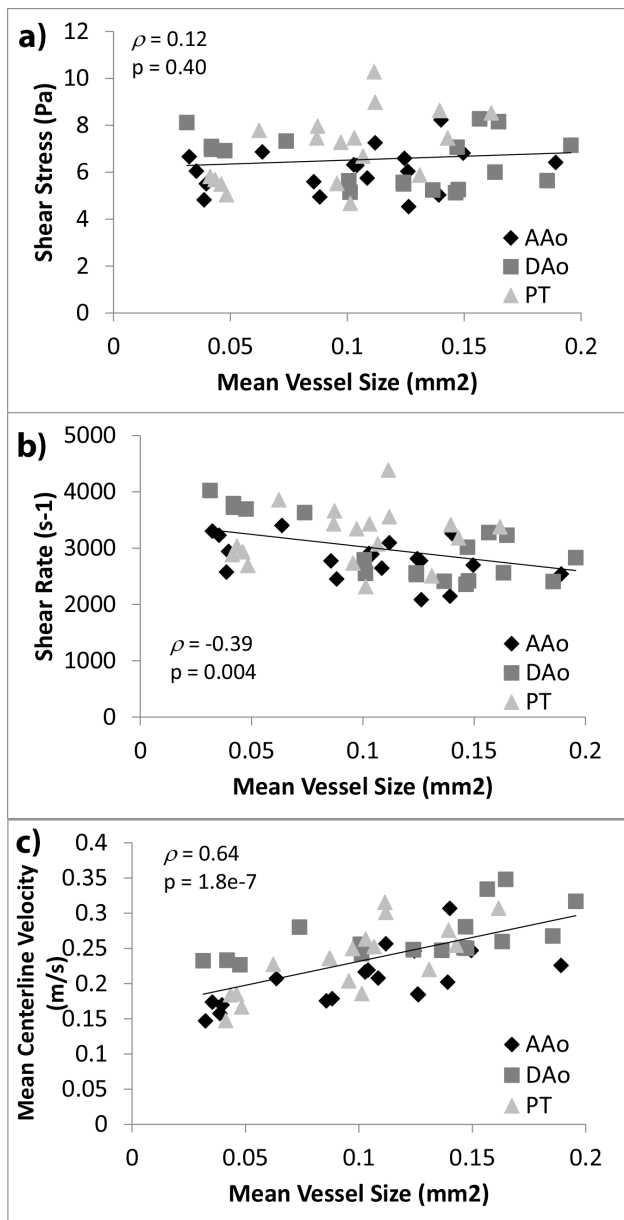 a)
ρ = 0.12
p = 0.40
Shear Stress (Pa)
12
10
8
6
4
2
0
AAo
DAo
PT
0 0.05 0.1 0.15 0.2
Mean Vessel Size (mm2)
b)
Shear Rate (s-1)
5000
4000
3000
2000
1000
0
ρ = -0.39
p = 0.004
AAo
DAo
PT
0 0.05 0.1 0.15 0.2
Mean Vessel Size (mm2)
c)
ρ = 0.64
p = 1.8e-7
Mean Centerline Velocity
(m/s)
0.4
0.35
0.3
0.25
0.2
0.15
0.1
0.05
0
AAo
DAo
PT
0 0.05 0.1 0.15 0.2
Mean Vessel Size (mm2)